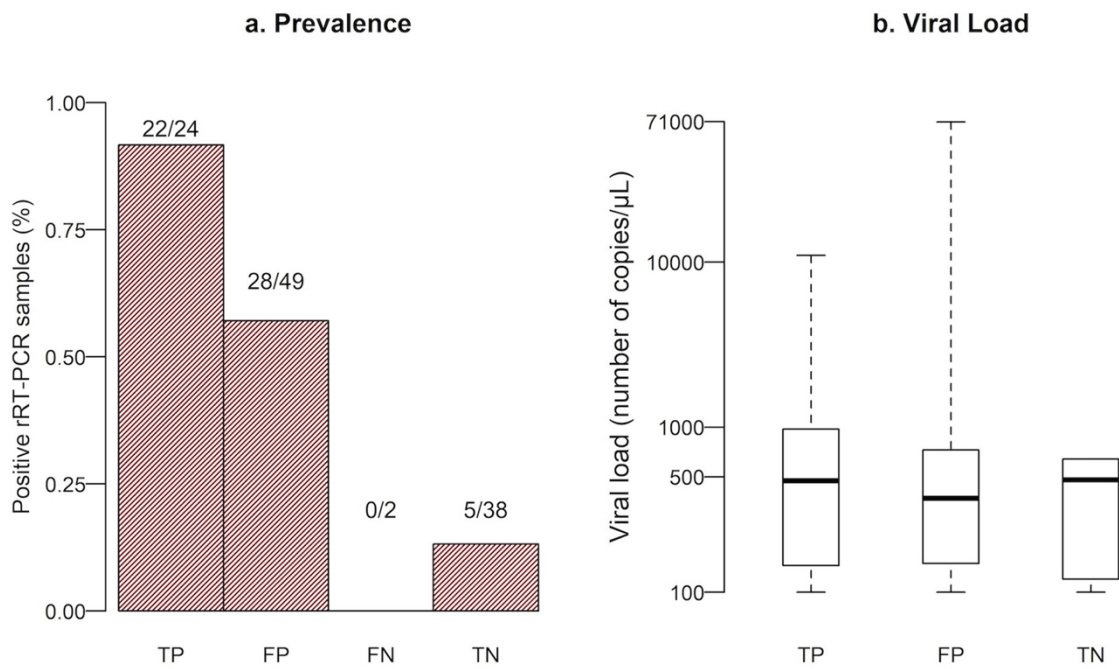 a. Prevalence
Positive rRT-PCR samples (%)
1.00
0.75
0.50
0.25
0.00
22/24
28/49
0/2
5/38
TP
FP
FN
TN
b. Viral Load
Viral load (number of copies/µL)
71000
10000
1000
500
100
TP
FP
TN